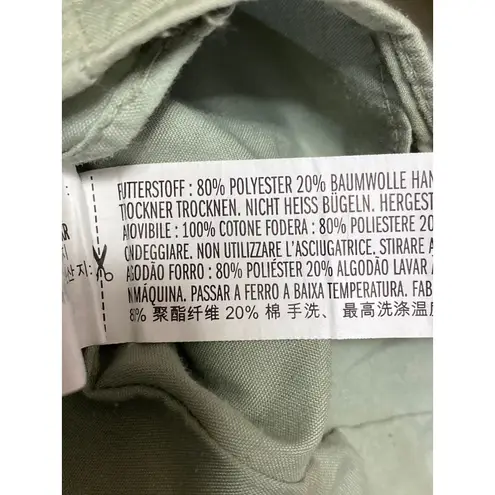 FUTTERSTOFF : 80% POLYESTER 20% BAUMWOLLE HAN
TROCKNER TROCKNEN. NICHT HEISS BÜGELN. HERGEST
AMOVIBILE : 100% COTONE FODERA : 80% POLIESTERE 20
ONDEGGIARE. NON UTILIZZARE L'ASCIUGATRICE. STIRARE A
ALGODÃO FORRO : 80% POLIÉSTER 20% ALGODÃO LAVAR
MÁQUINA. PASSAR A FERRO A BAIXA TEMPERATURA. FAB
80% 聚酯纤维 20% 棉 手洗、最高洗涤温度